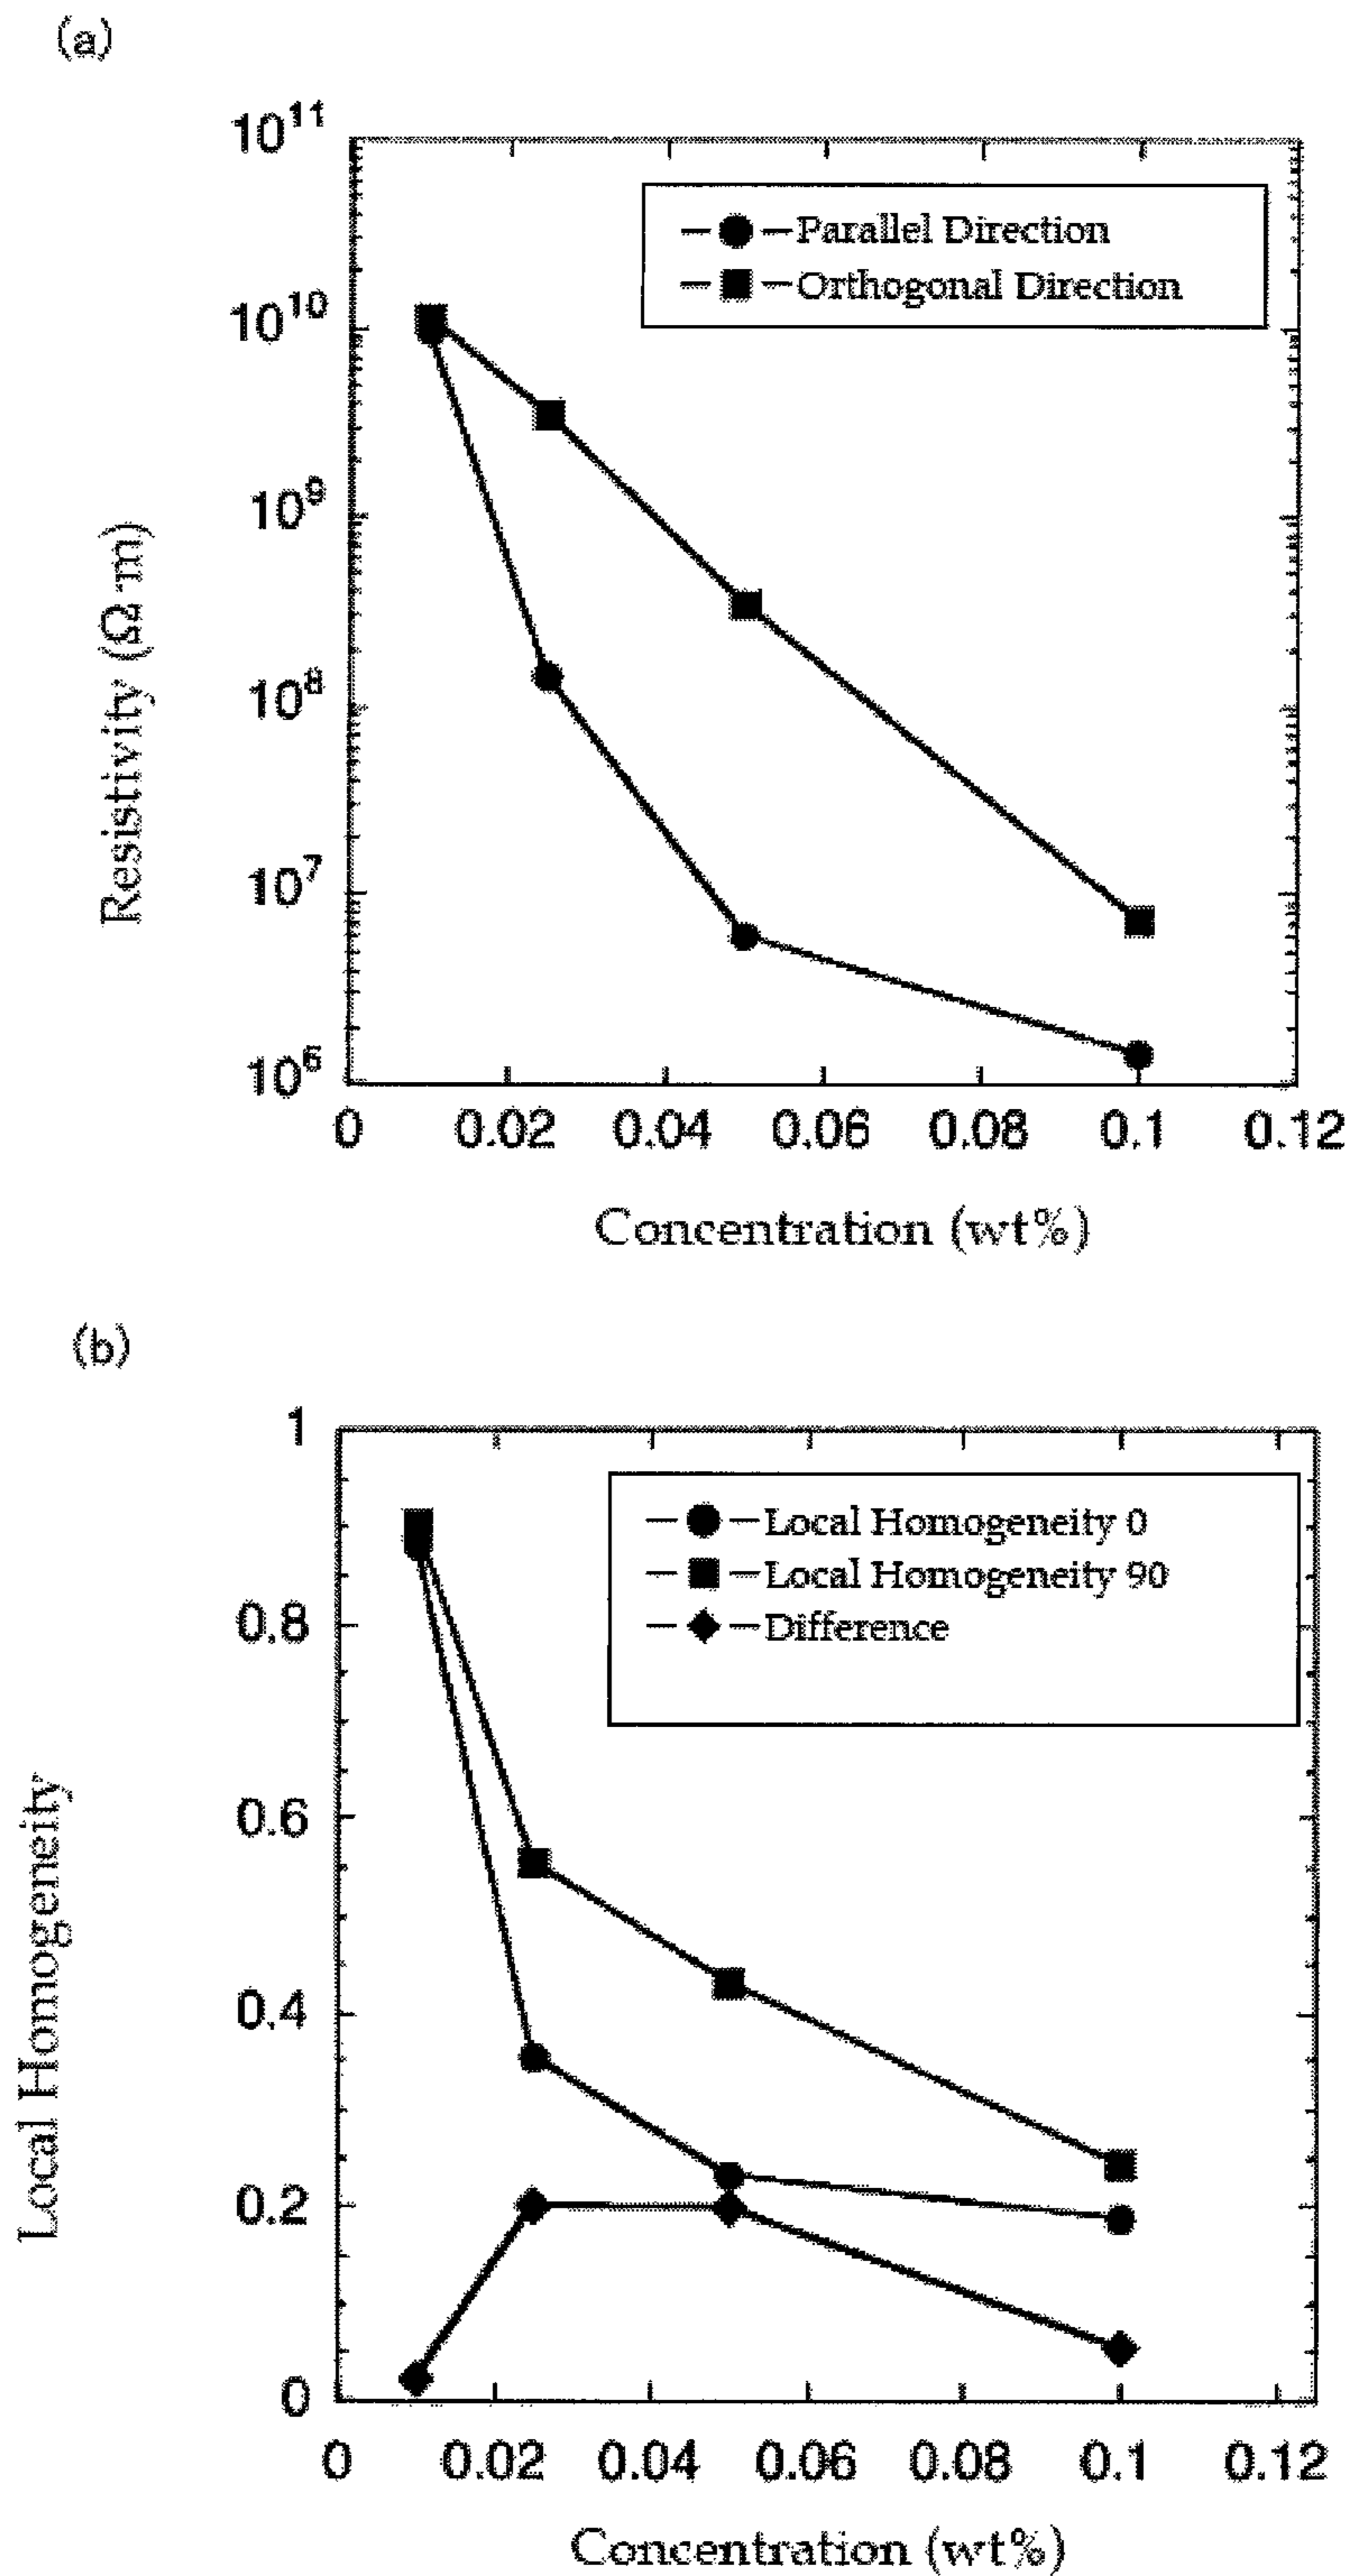 (a)
10¹¹
10¹⁰
10⁹
10⁸
10⁷
10⁶
Resistivity (Ω·m)
Parallel Direction
Orthogonal Direction
0 0.02 0.04 0.06 0.08 0.1 0.12
Concentration (wt%)
(b)
1
0.8
0.6
0.4
0.2
0
Local Homogeneity
Local Homogeneity 0
Local Homogeneity 90
Difference
0 0.02 0.04 0.06 0.08 0.1 0.12
Concentration (wt%)